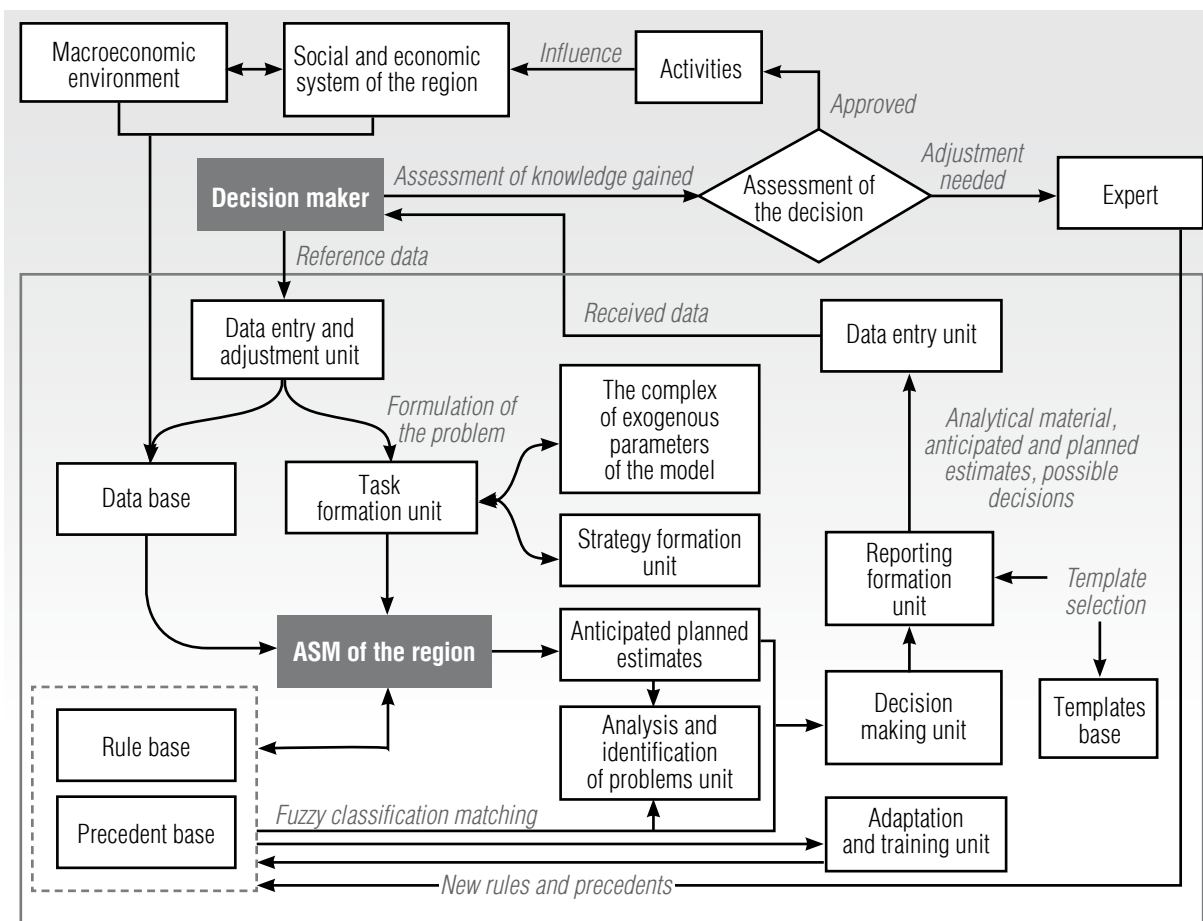 Macroeconomic
environment
Social and economic
system of the region
Influence
Activities
Approved
Decision maker
Assessment of knowledge gained
Assessment of
the decision
Adjustment
needed
Expert
Reference data
Data entry and
adjustment unit
Received data
Data entry unit
Formulation of
the problem
The complex
of exogenous
parameters
of the model
Analytical material,
anticipated and planned
estimates, possible
decisions
Data base
Task
formation unit
Strategy formation
unit
Reporting
formation
unit
Template
selection
ASM of the region
Anticipated planned
estimates
Decision
making unit
Templates
base
Rule base
Analysis and
identification
of problems unit
Precedent base
Fuzzy classification matching
Adaptation
and training unit
New rules and precedents